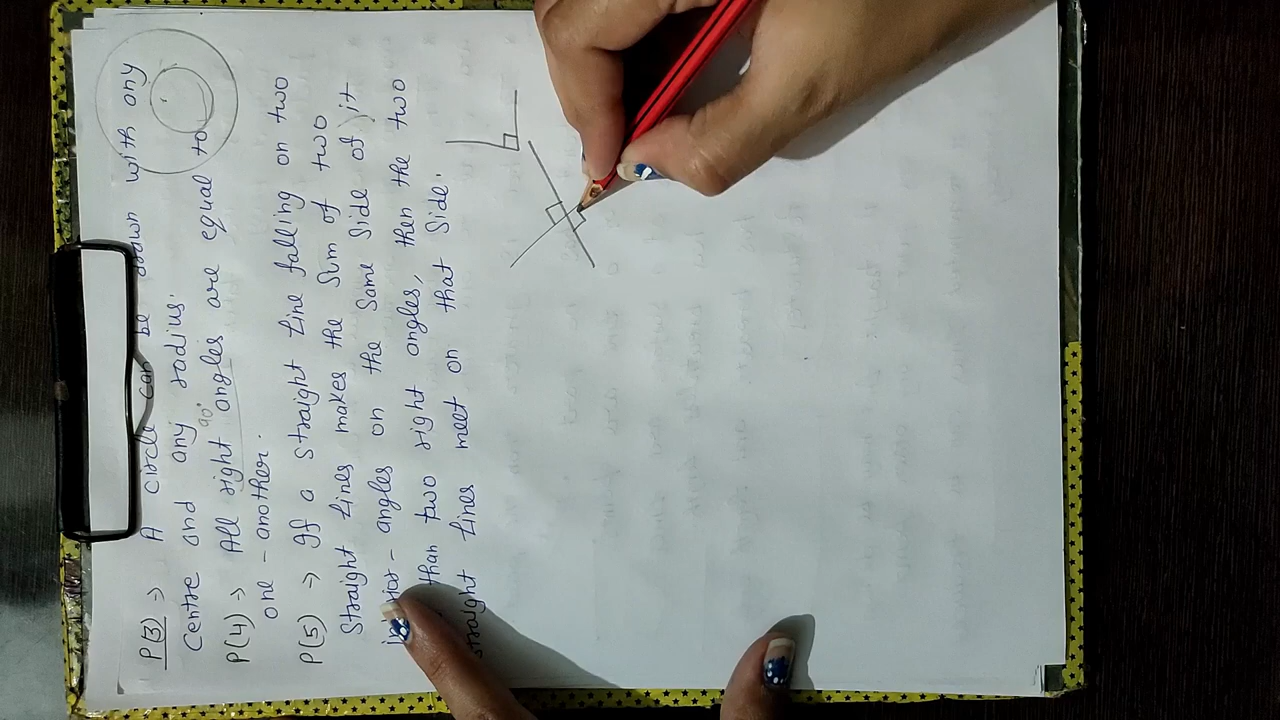 P(3) → A circle can be drawn with any
Centre and any radius.
P(4) → All right angles are equal to
90°
one - another.
P(5) → If a straight line falling on two
straight lines makes the sum of two
angles on the same side of it
than two right angles, then the two
straight lines meet on that side.